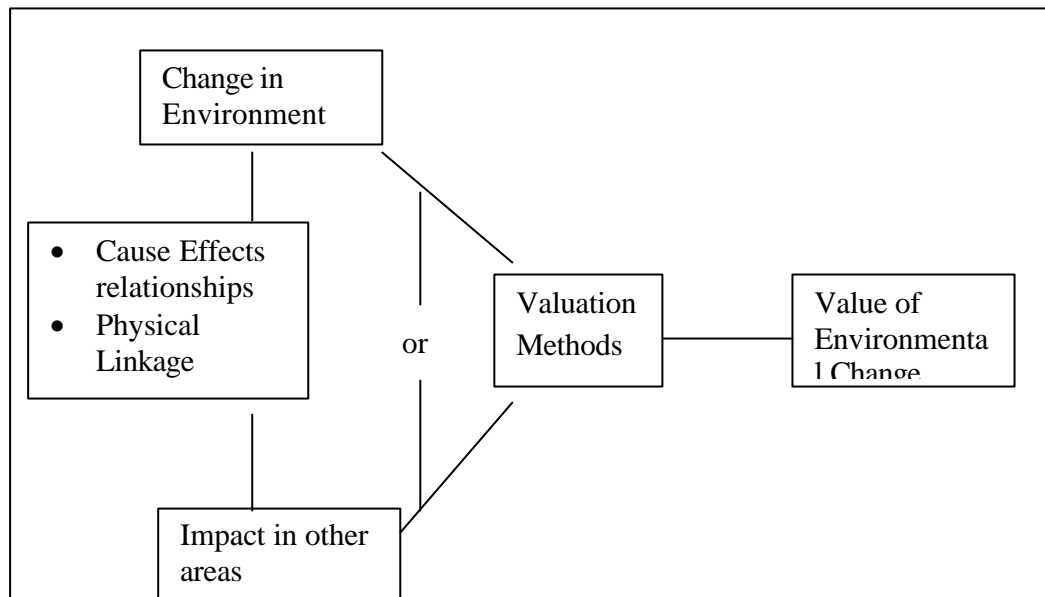 Change in
Environment
• Cause Effects
relationships
• Physical
Linkage
or
Valuation
Methods
Value of
Environmenta
l Change
Impact in other
areas